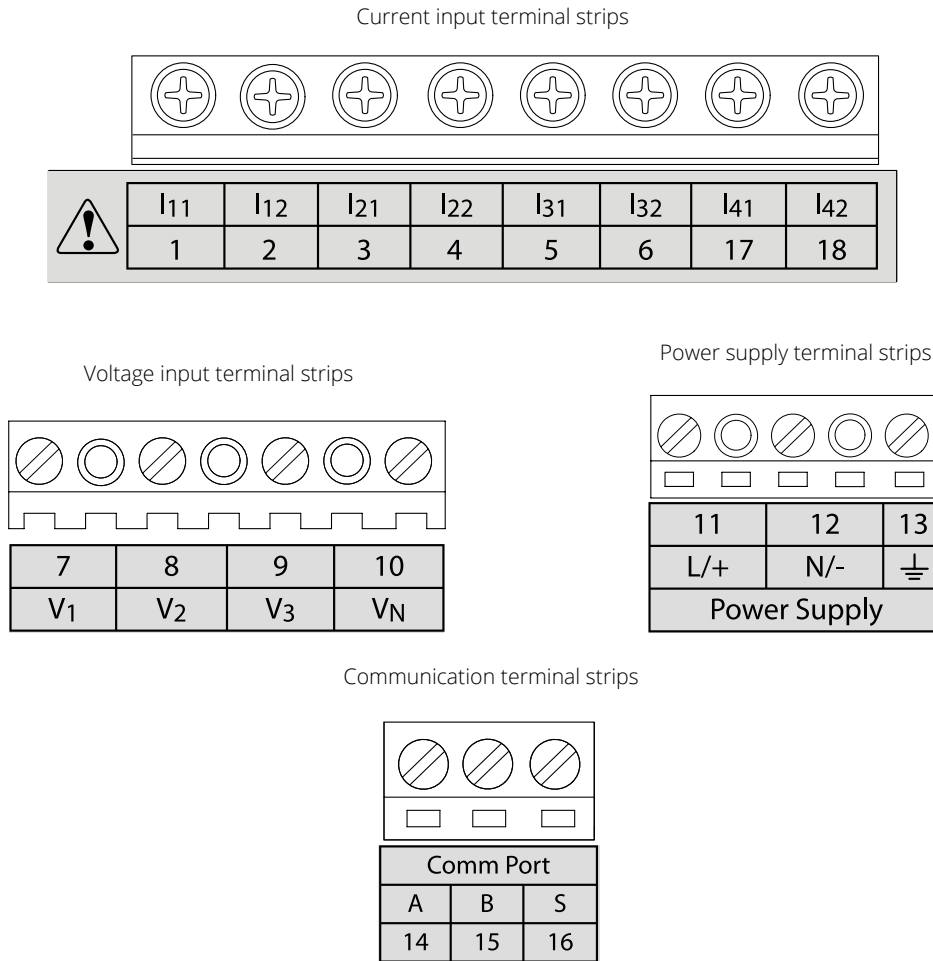 Current input terminal strips
I11 I12 I21 I22 I31 I32 I41 I42
1 2 3 4 5 6 17 18
Voltage input terminal strips
7 8 9 10
V1 V2 V3 VN
Power supply terminal strips
11 12 13
L/+ N/-
Power Supply
Communication terminal strips
Comm Port
A B S
14 15 16